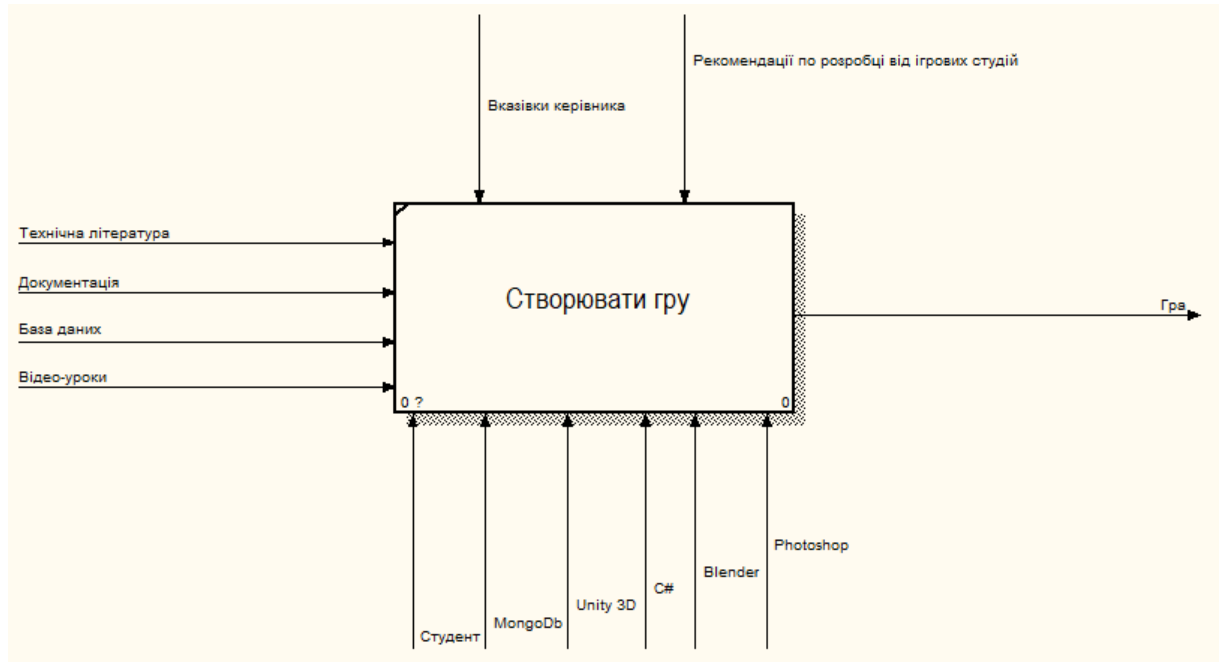 Рекомендації по розробці від ігрових студій
Вказівки керівника
Технічна література
Документація
База даних
Відео-уроки
Створювати гру
Гра
0 ?
0
Photoshop
Blender
C#
Unity 3D
MongoDb
Студент